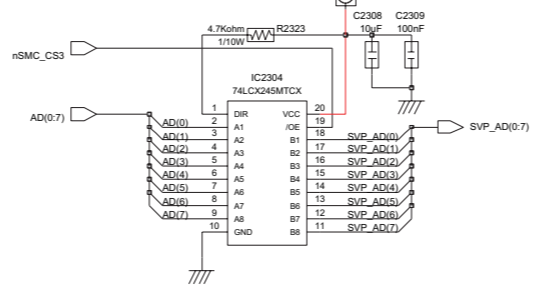 C2308 C2309
4.7Kohm R2323 10uF 100nF
nSMC_CS3 1/10W
IC2304
74LCX245MTCX
1 DIR VCC 20
AD(0:7) AD(0) 2 A1 /OE 19 SVP_AD(0:7)
AD(1) 3 A2 B1 18 SVP_AD(0)
AD(2) 4 A3 B2 17 SVP_AD(1)
AD(3) 5 A4 B3 16 SVP_AD(2)
AD(4) 6 A5 B4 15 SVP_AD(3)
AD(5) 7 A6 B5 14 SVP_AD(4)
AD(6) 8 A7 B6 13 SVP_AD(5)
AD(7) 9 A8 B7 12 SVP_AD(6)
10 GND B8 11 SVP_AD(7)